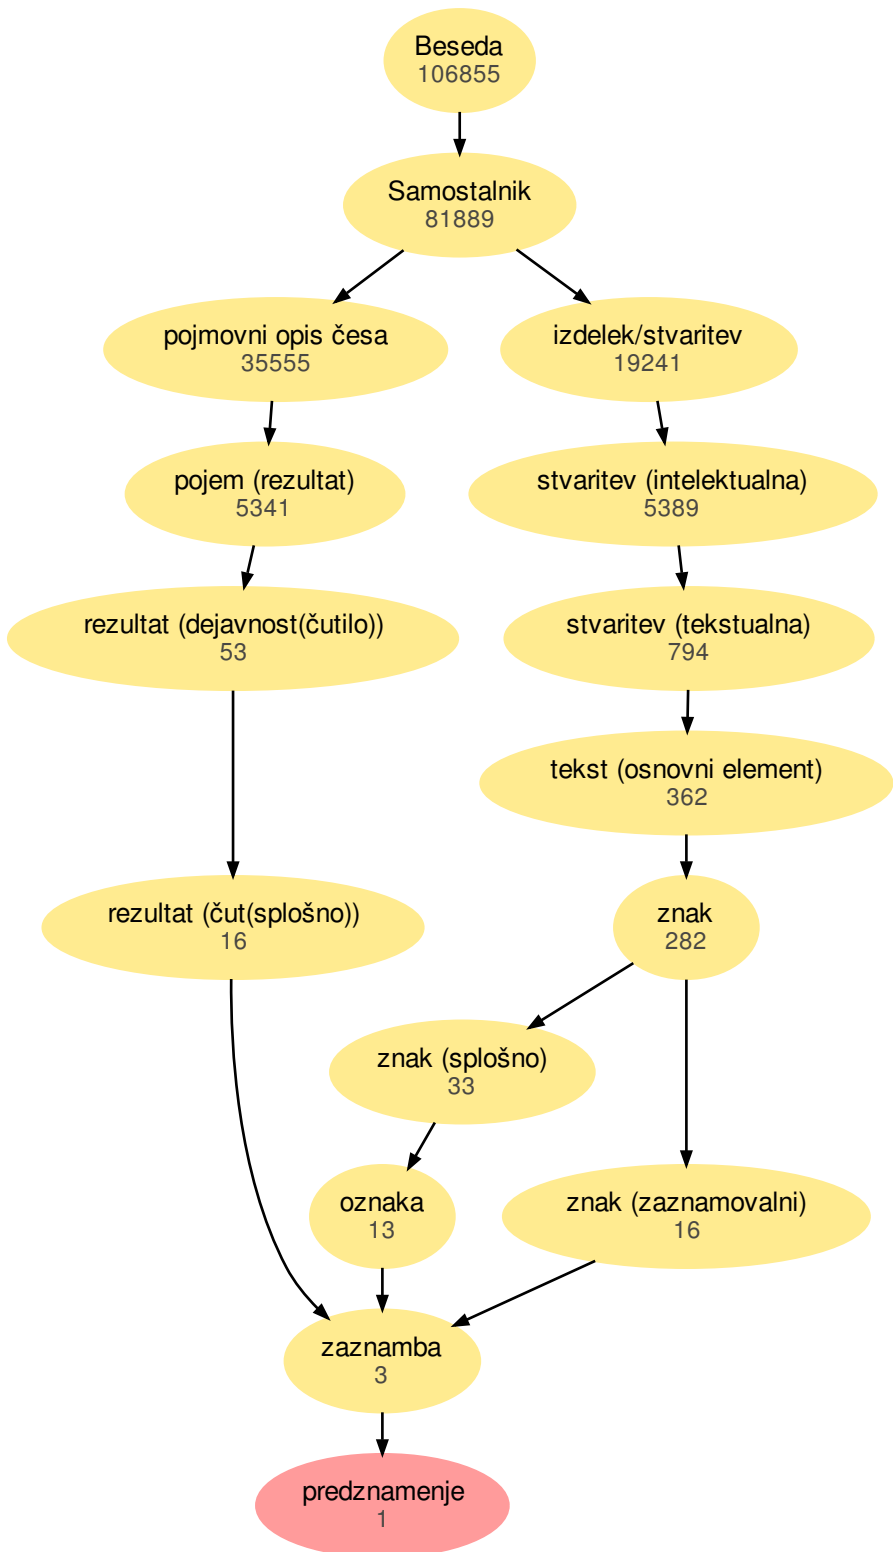 Beseda
106855
Samostalnik
81889
pojmovni opis česa
35555
izdelek/stvaritev
19241
pojem (rezultat)
5341
stvaritev (intelektualna)
5389
rezultat (dejavnost(čutilo))
53
stvaritev (tekstualna)
794
tekst (osnovni element)
362
rezultat (čut(splošno))
16
znak
282
znak (splošno)
33
oznaka
13
znak (zaznamovalni)
16
zaznamba
3
predznamenje
1